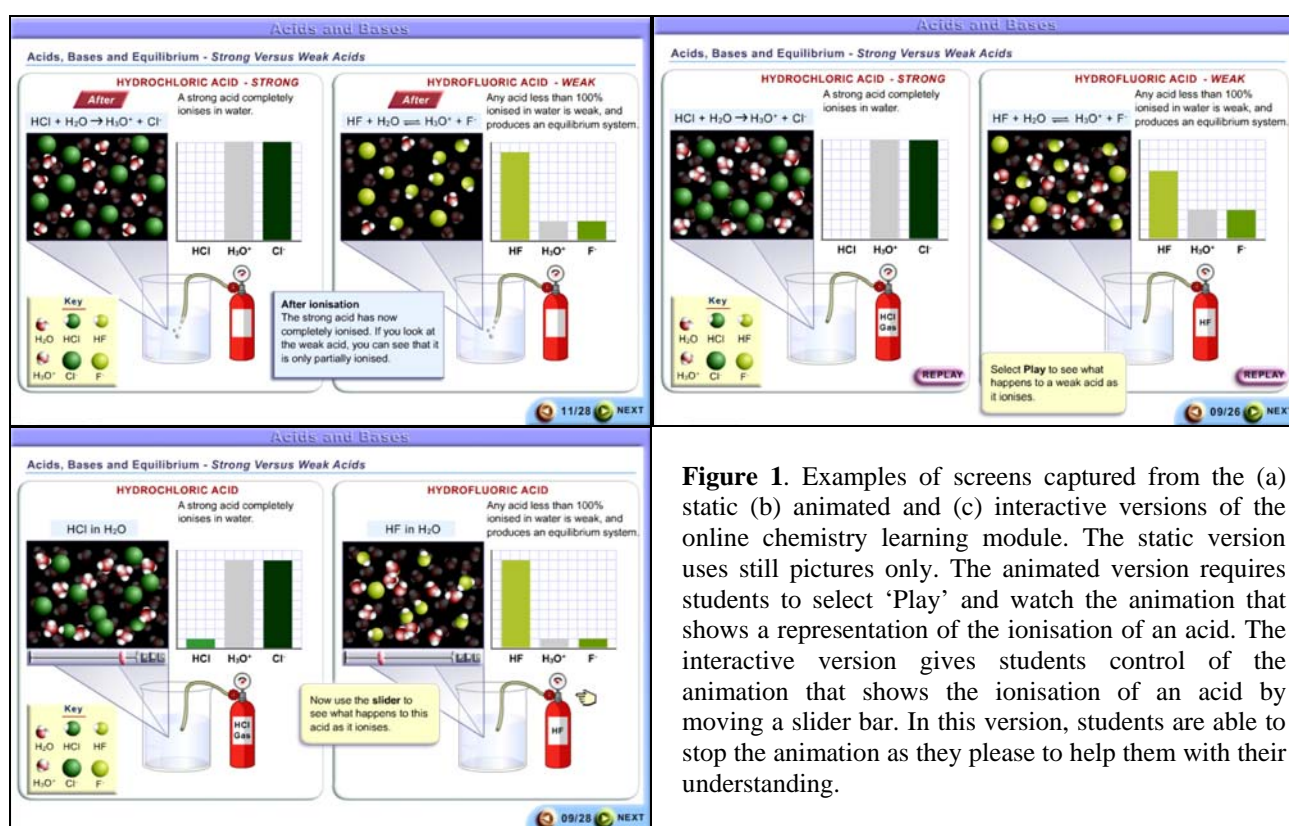 Acids and Bases
Acids, Bases and Equilibrium - Strong Versus Weak Acids
HYDROCHLORIC ACID - STRONG
After
A strong acid completely
ionises in water.
HCl + H₂O → H₃O⁺ + Cl⁻
HCl H₃O⁺ Cl⁻
HYDROFLUORIC ACID - WEAK
After
Any acid less than 100%
ionised in water is weak, and
produces an equilibrium system.
HF + H₂O ⇌ H₃O⁺ + F⁻
HF H₃O⁺ F⁻
Key
H₂O HCl HF
H₃O⁺ Cl⁻ F⁻
After ionisation
The strong acid has now
completely ionised. If you look at
the weak acid, you can see that it
is only partially ionised.
11/28 NEXT
Acids and Bases
Acids, Bases and Equilibrium - Strong Versus Weak Acids
HYDROCHLORIC ACID - STRONG
A strong acid completely
ionises in water.
HCl + H₂O → H₃O⁺ + Cl⁻
HCl H₃O⁺ Cl⁻
HCl
Gas
Key
H₂O HCl HF
H₃O⁺ Cl⁻ F⁻
REPLAY
HYDROFLUORIC ACID - WEAK
Any acid less than 100%
ionised in water is weak, and
produces an equilibrium system.
HF + H₂O ⇌ H₃O⁺ + F⁻
HF H₃O⁺ F⁻
HF
Select Play to see what
happens to a weak acid as
it ionises.
REPLAY
09/26 NEXT
Acids and Bases
Acids, Bases and Equilibrium - Strong Versus Weak Acids
HYDROCHLORIC ACID
A strong acid completely
ionises in water.
HCl in H₂O
HCl H₃O⁺ Cl⁻
HCl
Gas
Key
H₂O HCl HF
H₃O⁺ Cl⁻ F⁻
HYDROFLUORIC ACID
Any acid less than 100%
ionised in water is weak, and
produces an equilibrium system.
HF in H₂O
HF H₃O⁺ F⁻
HF
Now use the slider to
see what happens to this
acid as it ionises.
09/28 NEXT
Figure 1. Examples of screens captured from the (a)
static (b) animated and (c) interactive versions of the
online chemistry learning module. The static version
uses still pictures only. The animated version requires
students to select ‘Play’ and watch the animation that
shows a representation of the ionisation of an acid. The
interactive version gives students control of the
animation that shows the ionisation of an acid by
moving a slider bar. In this version, students are able to
stop the animation as they please to help them with their
understanding.